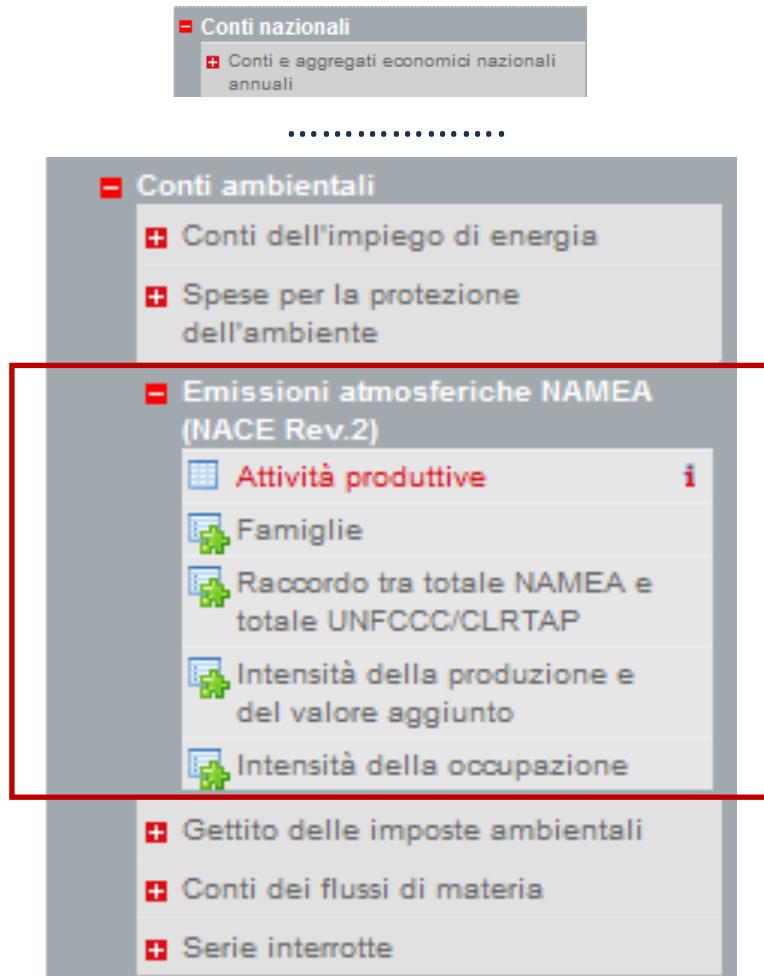 Conti nazionali
Conti e aggregati economici nazionali
annuali
...................
Conti ambientali
Conti dell'impiego di energia
Spese per la protezione
dell'ambiente
Emissioni atmosferiche NAMEA
(NACE Rev.2)
Attività produttive i
Famiglie
Raccordo tra totale NAMEA e
totale UNFCCC/CLRTAP
Intensità della produzione e
del valore aggiunto
Intensità della occupazione
Gettito delle imposte ambientali
Conti dei flussi di materia
Serie interrotte